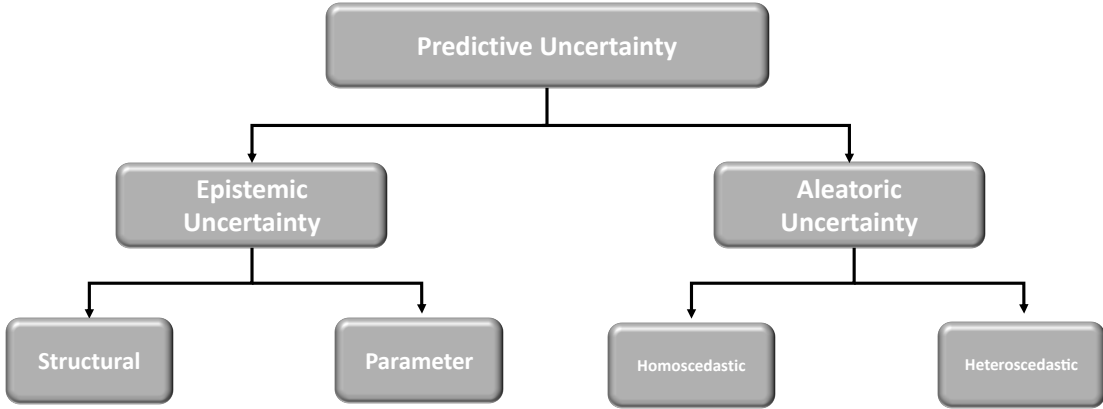 Predictive Uncertainty
Epistemic
Uncertainty
Aleatoric
Uncertainty
Structural
Parameter
Homoscedastic
Heteroscedastic